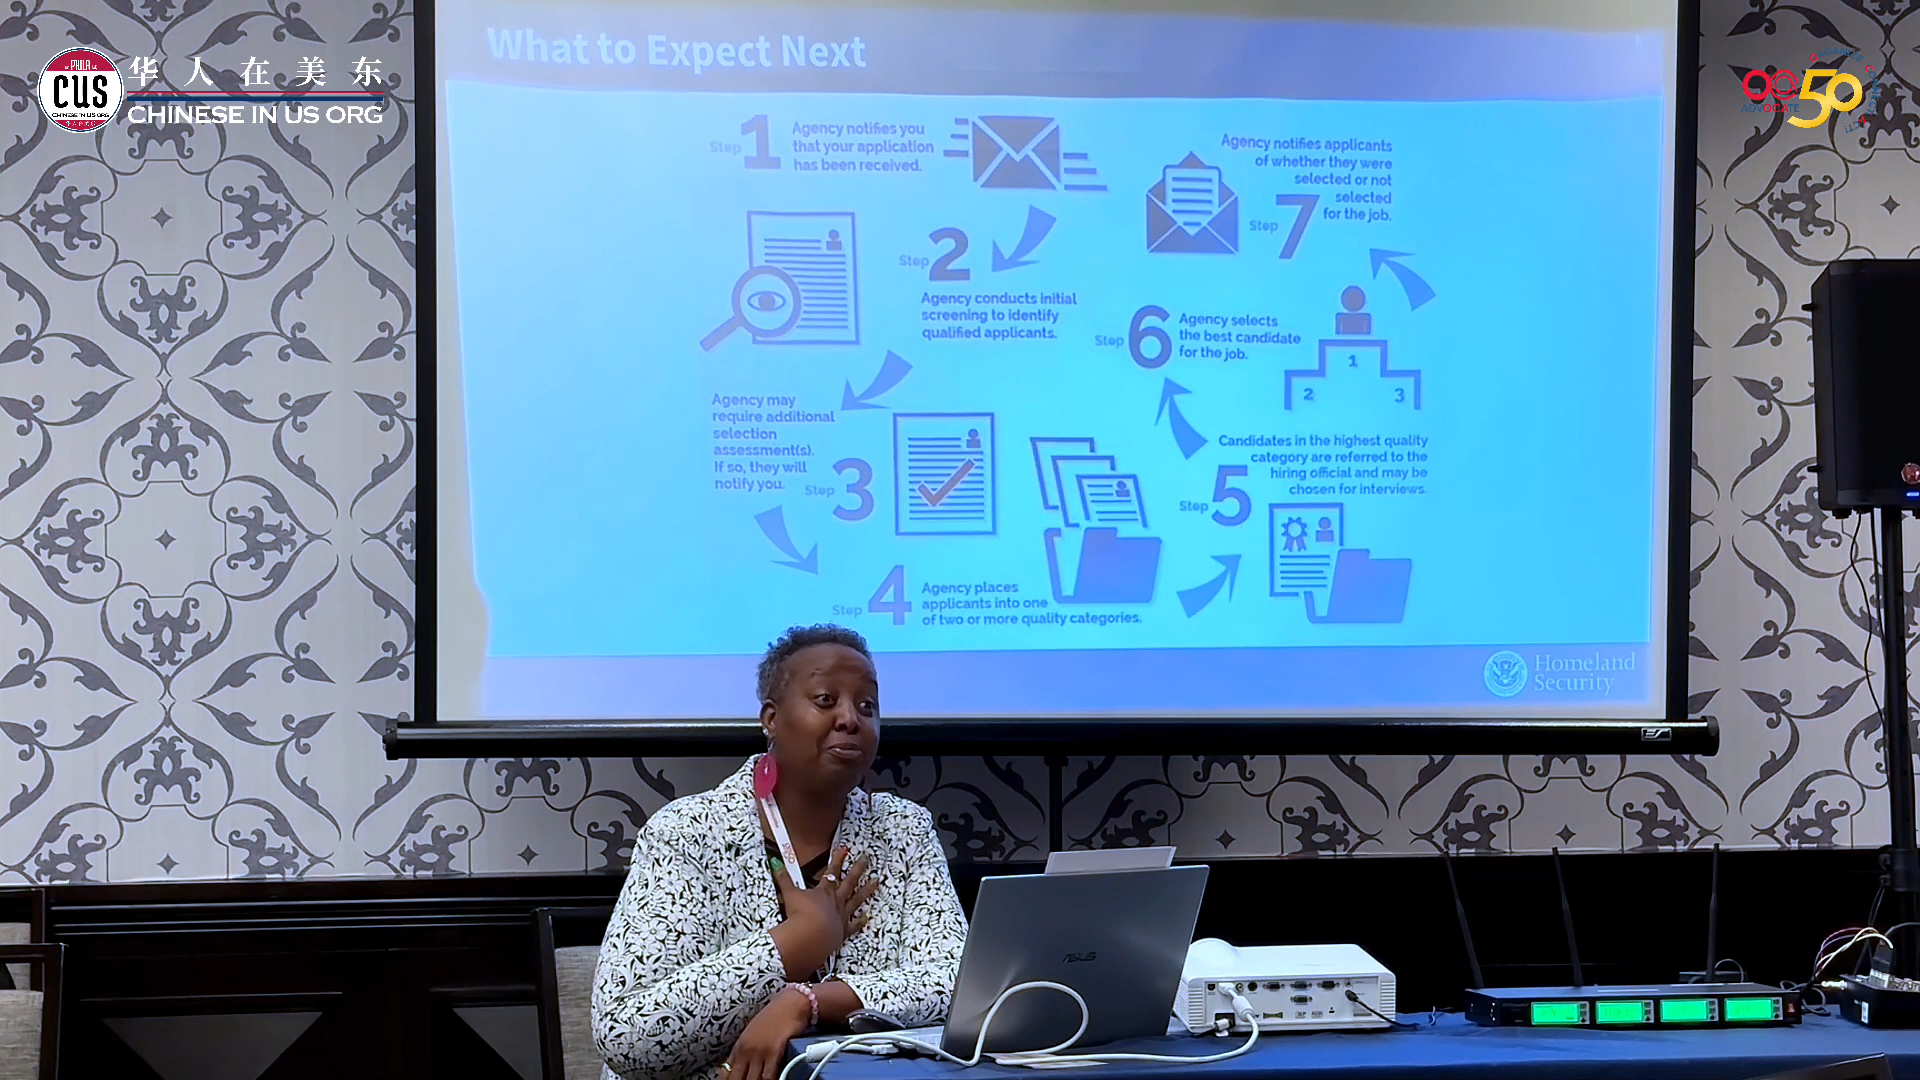 PHILA
CUS
CHINESE IN US ORG
华人在美东
CHINESE IN US ORG
50
ADVOCATE
What to Expect Next
Step 1
Agency notifies you
that your application
has been received.
Step 2
Agency conducts initial
screening to identify
qualified applicants.
Agency may
require additional
selection
assessment(s).
If so, they will
notify you.
Step 3
Step 4
Agency places
applicants into one
of two or more quality categories.
Candidates in the highest quality
category are referred to the
hiring official and may be
chosen for interviews.
Step 5
Step 6
Agency selects
the best candidate
for the job.
1
2
3
Agency notifies applicants
of whether they were
selected or not
selected
for the job.
Step 7
Homeland
Security
ASUS